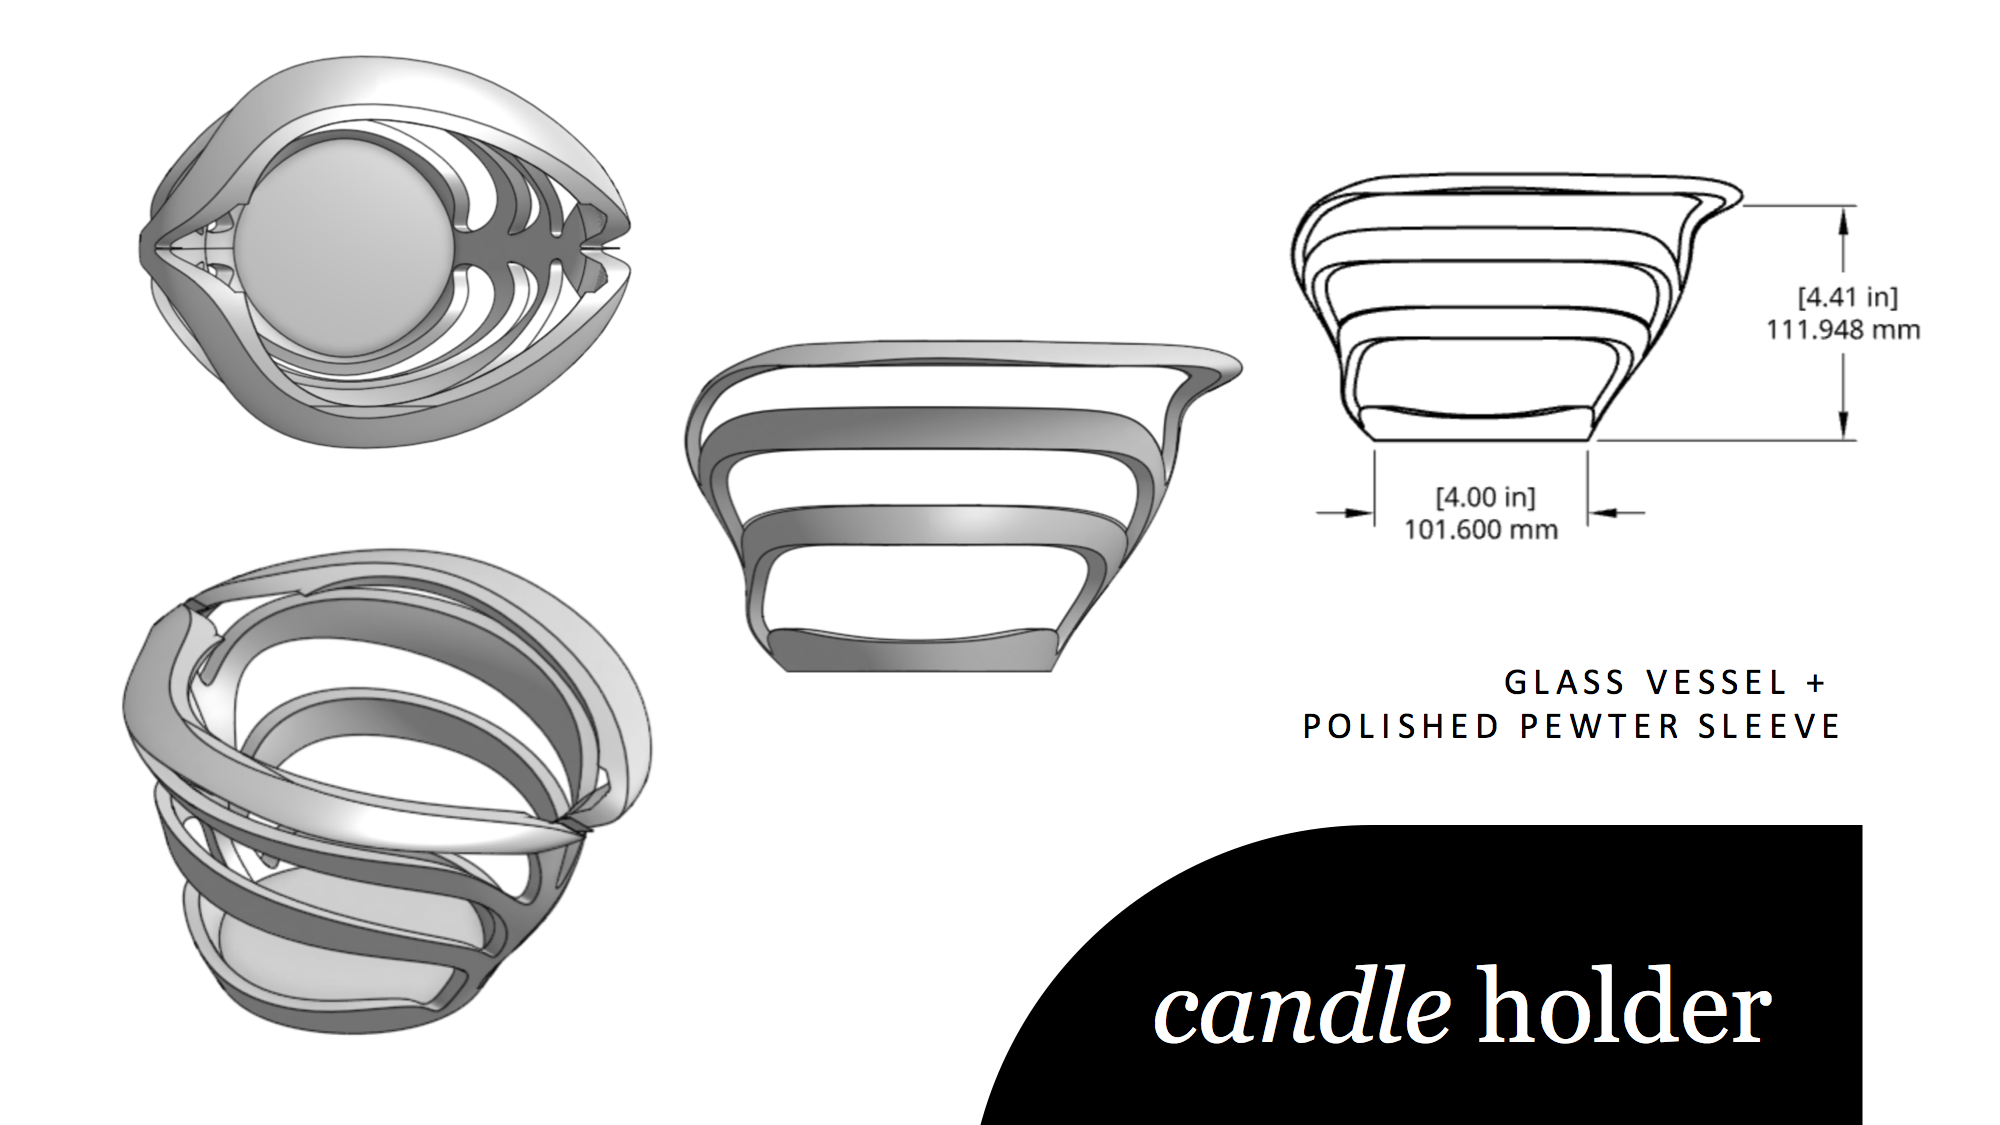 [4.41 in]
111.948 mm
[4.00 in]
101.600 mm
GLASS VESSEL +
POLISHED PEWTER SLEEVE
candle holder